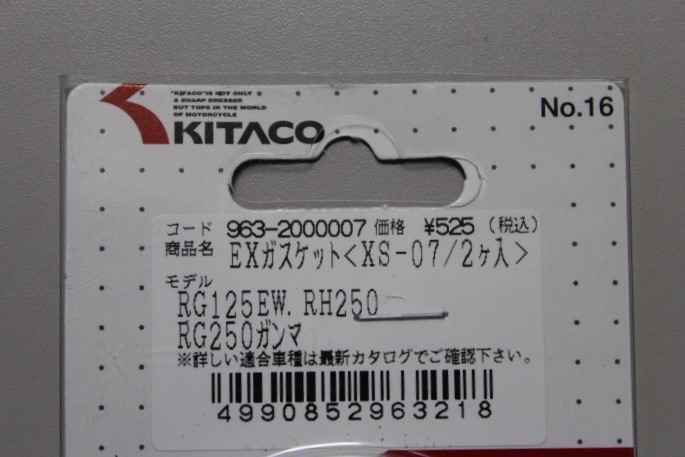 "KITACO" IS NOT ONLY
A SHARP DRESSER
BUT TOPS IN THE WORLD
OF MOTORCYCLE
KITACO
No.16
コード 963-2000007 価格 ¥525 (税込)
商品名 EXガスケット<XS-07/2ヶ入>
モデル
RG125EW. RH250
RG250ガンマ
※詳しい適合車種は最新カタログでご確認下さい。
4990852963218